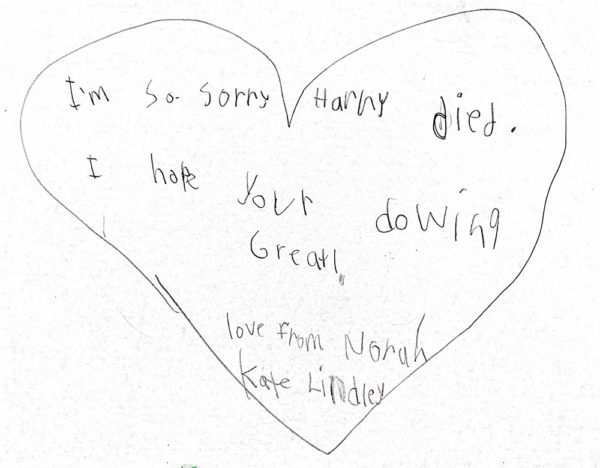 I'm so sorry Harry died.
I hope your dowing
Great!.
love from Norah
Kate Lindley